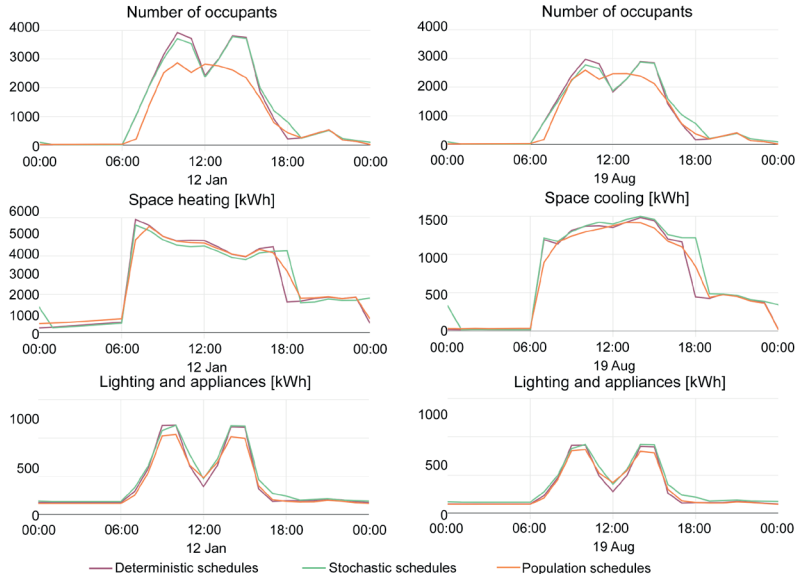 Number of occupants
4000
3000
2000
1000
0
00:00 06:00 12:00 18:00 00:00
12 Jan
Number of occupants
4000
3000
2000
1000
0
00:00 06:00 12:00 18:00 00:00
19 Aug
Space heating [kWh]
6000
5000
4000
3000
2000
1000
0
00:00 06:00 12:00 18:00 00:00
12 Jan
Space cooling [kWh]
1500
1000
500
0
00:00 06:00 12:00 18:00 00:00
19 Aug
Lighting and appliances [kWh]
1000
500
0
00:00 06:00 12:00 18:00 00:00
12 Jan
Lighting and appliances [kWh]
1000
500
0
00:00 06:00 12:00 18:00 00:00
19 Aug
Deterministic schedules Stochastic schedules Population schedules